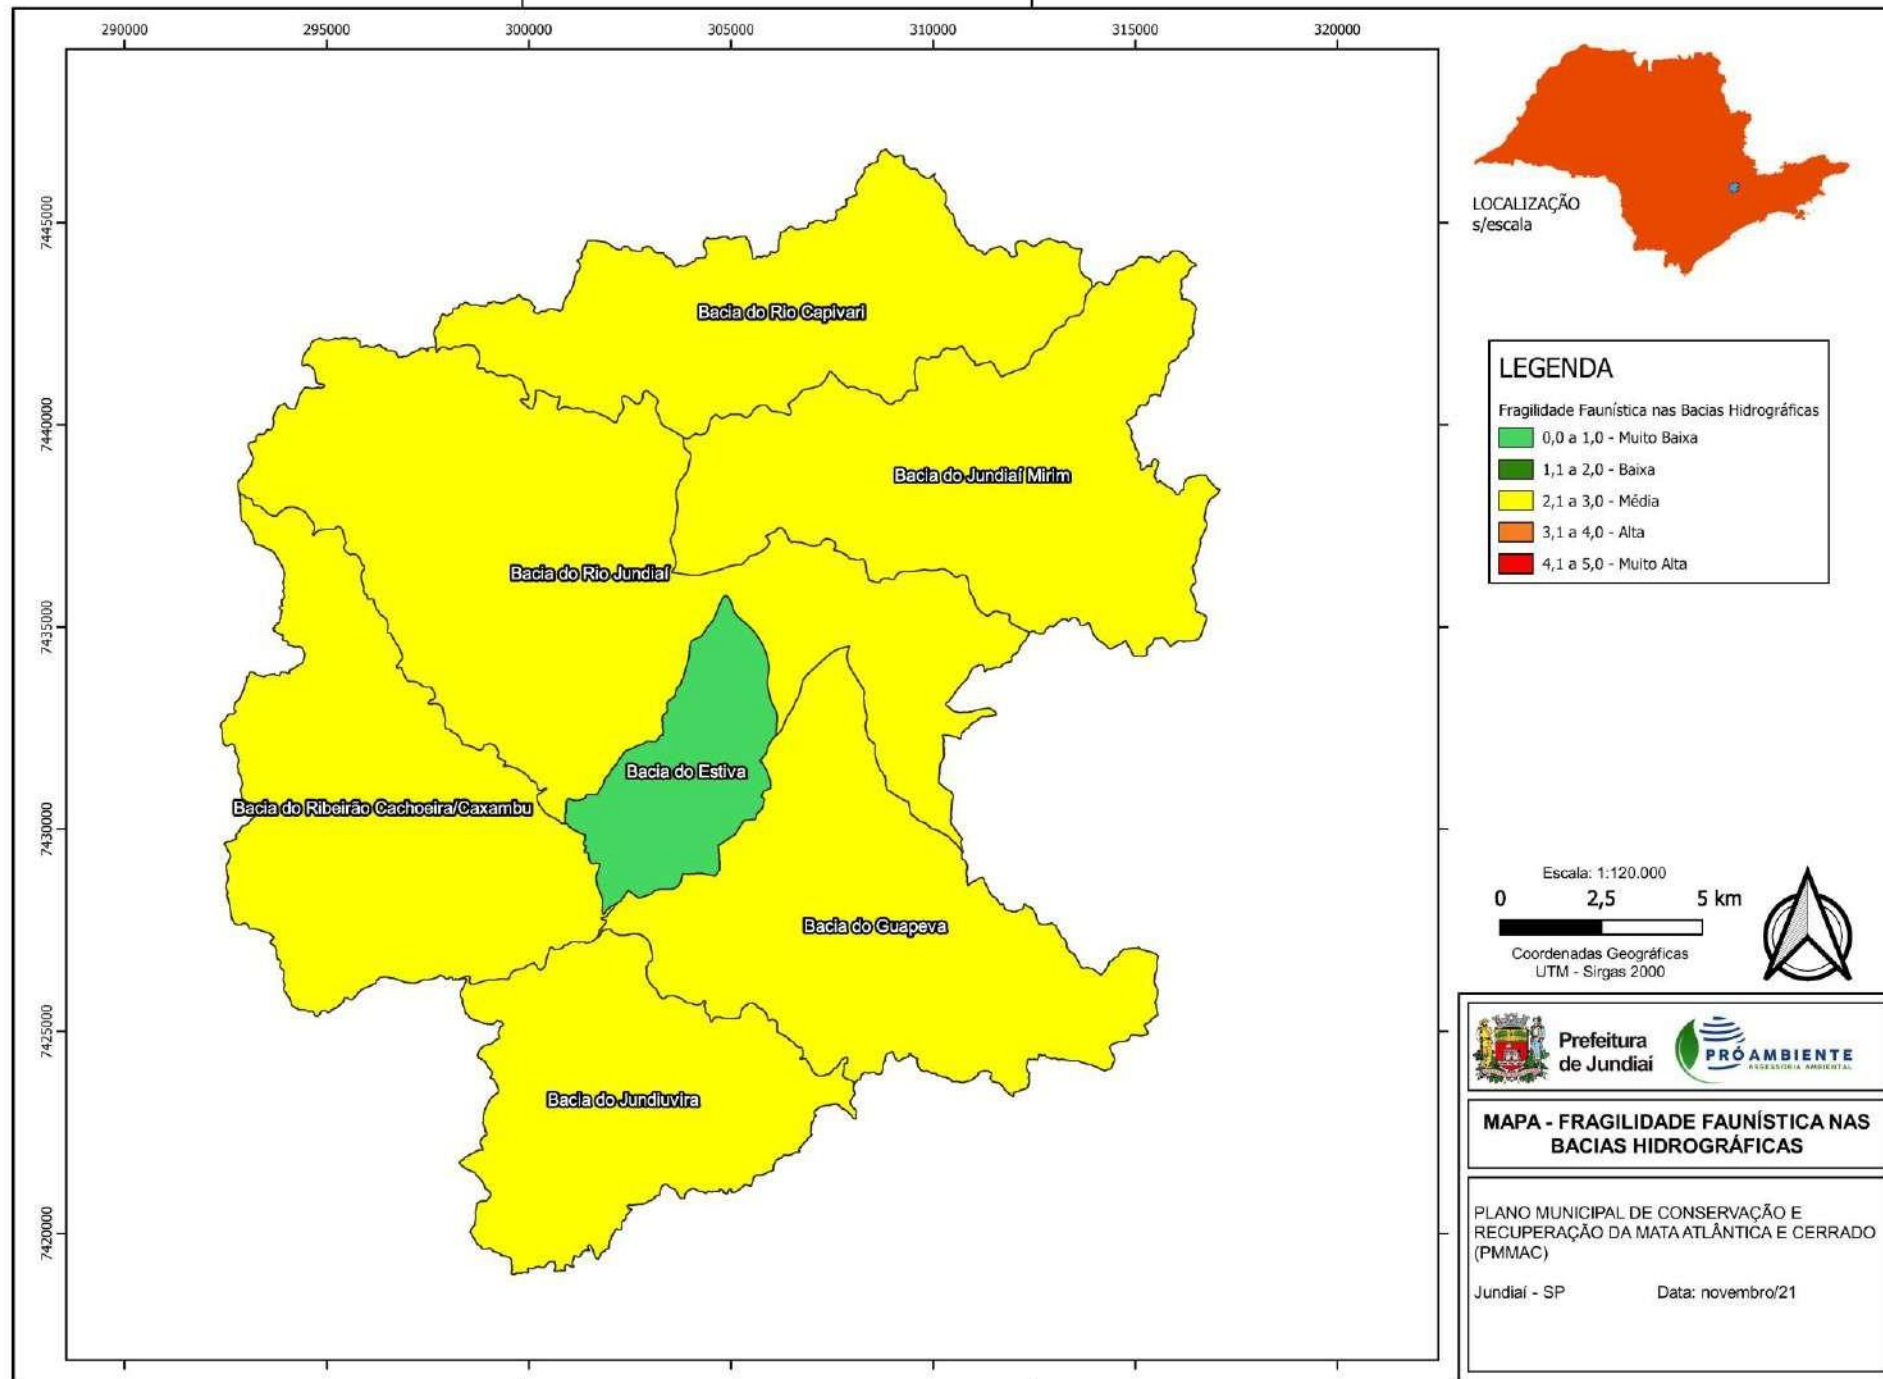 290000
295000
300000
305000
310000
315000
320000
7445000
7440000
7435000
7430000
7425000
7420000
Bacia do Rio Capivari
Bacia do Jundiaí Mirim
Bacia do Rio Jundiaí
Bacia do Estiva
Bacia do Ribeirão Cachoeira/Caxambu
Bacia do Guapeva
Bacia do Jundiuvira
LOCALIZAÇÃO
s/escala
LEGENDA
Fragilidade Faunística nas Bacias Hidrográficas
0,0 a 1,0 - Muito Baixa
1,1 a 2,0 - Baixa
2,1 a 3,0 - Média
3,1 a 4,0 - Alta
4,1 a 5,0 - Muito Alta
Escala: 1:120.000
0 2,5 5 km
Coordenadas Geográficas
UTM - Sirgas 2000
Prefeitura
de Jundiaí
PRÓAMBIENTE
ASSESSORIA AMBIENTAL
MAPA - FRAGILIDADE FAUNÍSTICA NAS
BACIAS HIDROGRÁFICAS
PLANO MUNICIPAL DE CONSERVAÇÃO E
RECUPERAÇÃO DA MATA ATLÂNTICA E CERRADO
(PMMAC)
Jundiaí - SP Data: novembro/21